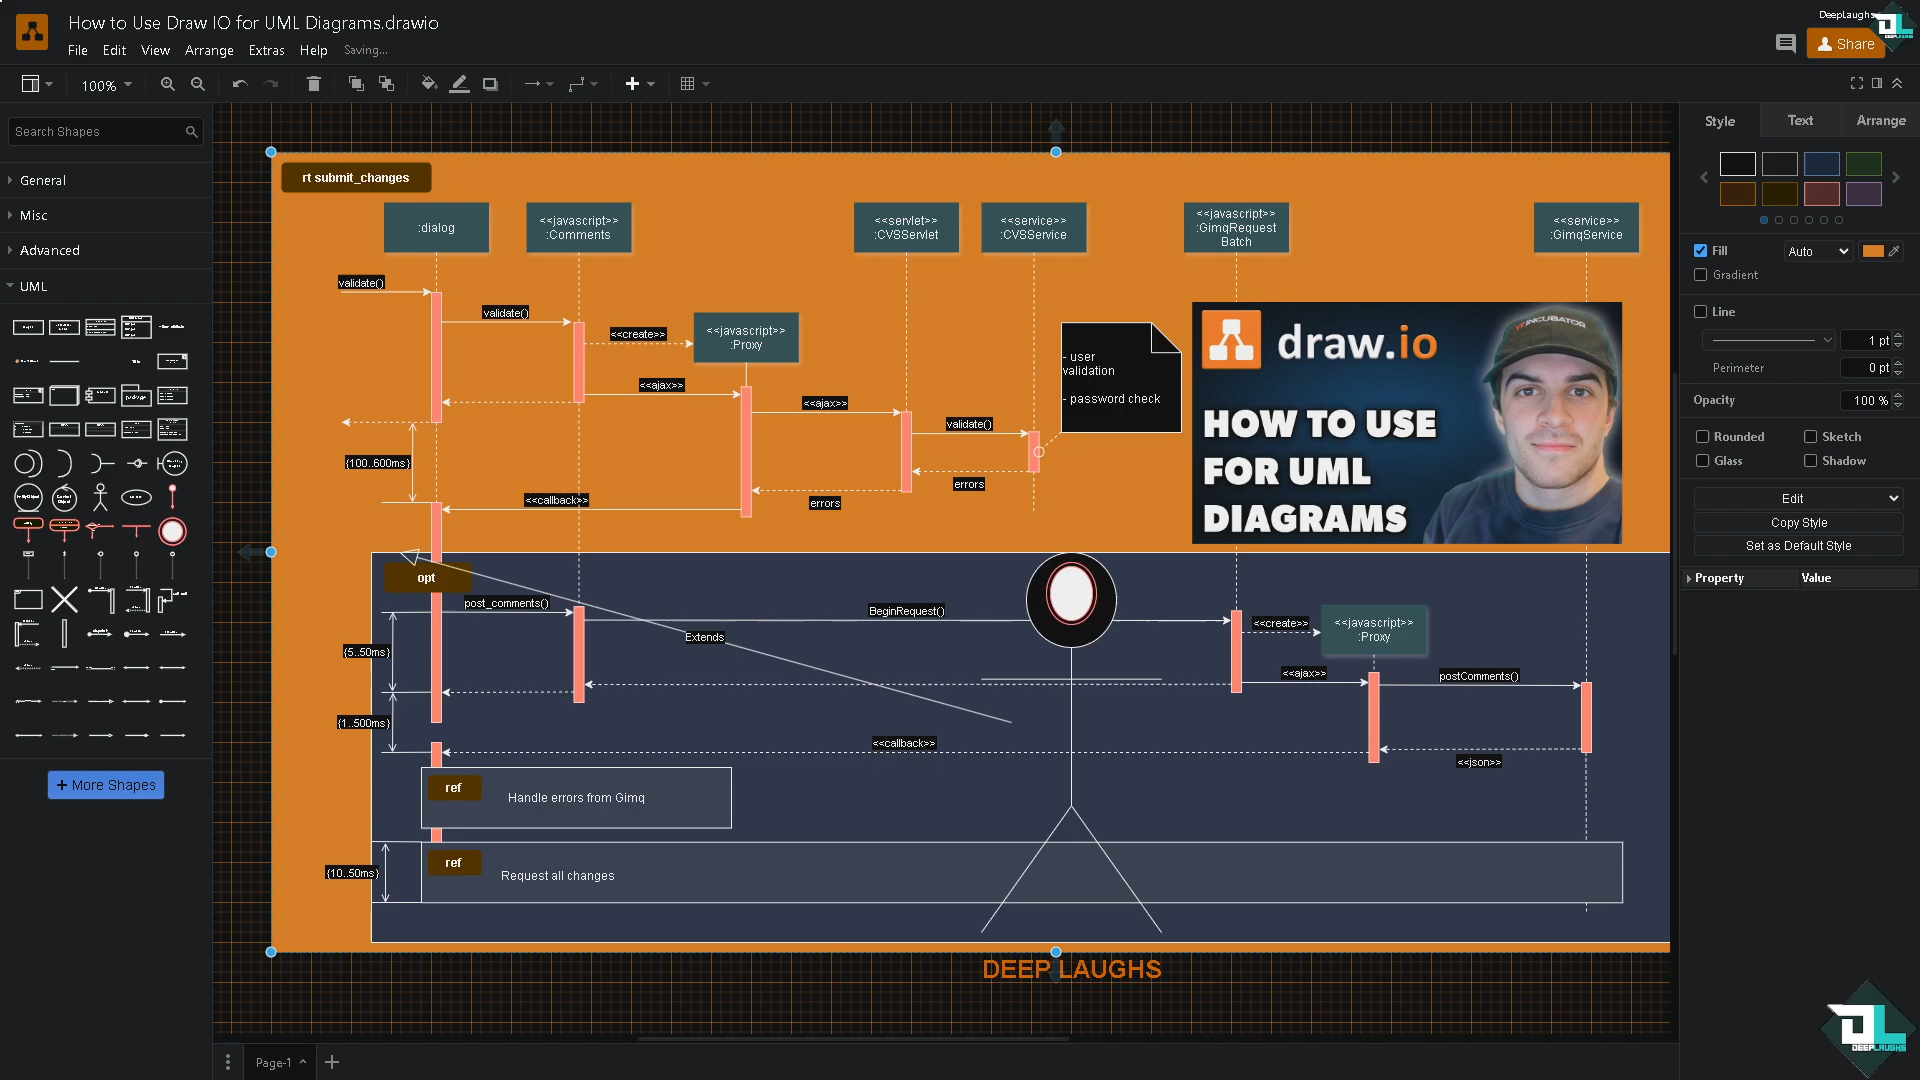 How to Use Draw IO for UML Diagrams.drawio
DeepLaughs
File Edit View Arrange Extras Help Saving...
Share
100%
Search Shapes
General
Misc
Advanced
UML
package
+ More Shapes
rt submit_changes
:dialog
<<javascript>>
:Comments
<<servlet>>
:CVSServlet
<<service>>
:CVSService
<<javascript>>
:GimqRequest
Batch
<<service>>
:GimqService
validate()
validate()
<<create>>
<<javascript>>
:Proxy
<<ajax>>
<<ajax>>
validate()
- user
validation
- password check
draw.io
HOW TO USE
FOR UML
DIAGRAMS
INCUBATOR
{100..600ms}
errors
errors
<<callback>>
opt
post_comments()
BeginRequest()
<<create>>
<<javascript>>
:Proxy
Extends
{5..50ms}
<<ajax>>
postComments()
{1..500ms}
<<callback>>
<<json>>
ref
Handle errors from Gimq
ref
Request all changes
{10..50ms}
DEEP LAUGHS
Page-1
Style Text Arrange
Fill Auto
Gradient
Line
1 pt
Perimeter 0 pt
Opacity 100 %
Rounded Sketch
Glass Shadow
Edit
Copy Style
Set as Default Style
Property Value
DL
DEEPLAUGHS